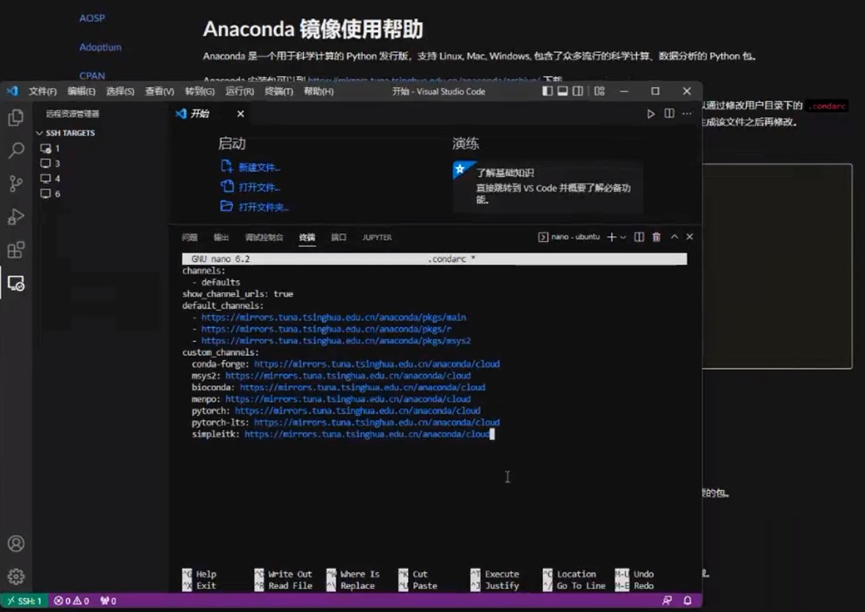 AOSP
Adoptium
CPAN
Anaconda 镜像使用帮助
Anaconda 是一个用于科学计算的 Python 发行版，支持 Linux, Mac, Windows, 包含了众多流行的科学计算、数据分析的 Python 包。
Anaconda 安装包可以到 https://mirrors.tuna.tsinghua.edu.cn/anaconda/archive/ 下载
以通过修改用户目录下的 .condarc
生成该文件之后再修改。
要的包。
文件(F) 编辑(E) 选择(S) 查看(V) 转到(G) 运行(R) 终端(T) 帮助(H) 开始 - Visual Studio Code
远程资源管理器
SSH TARGETS
1
3
4
6
开始
启动
新建文件...
打开文件...
打开文件夹...
演练
了解基础知识
直接跳转到 VS Code 并概要了解必备功
能。
问题 输出 调试控制台 终端 端口 JUPYTER nano - ubuntu
GNU nano 6.2 .condarc *
channels:
- defaults
show_channel_urls: true
default_channels:
- https://mirrors.tuna.tsinghua.edu.cn/anaconda/pkgs/main
- https://mirrors.tuna.tsinghua.edu.cn/anaconda/pkgs/r
- https://mirrors.tuna.tsinghua.edu.cn/anaconda/pkgs/msys2
custom_channels:
conda-forge: https://mirrors.tuna.tsinghua.edu.cn/anaconda/cloud
msys2: https://mirrors.tuna.tsinghua.edu.cn/anaconda/cloud
bioconda: https://mirrors.tuna.tsinghua.edu.cn/anaconda/cloud
menpo: https://mirrors.tuna.tsinghua.edu.cn/anaconda/cloud
pytorch: https://mirrors.tuna.tsinghua.edu.cn/anaconda/cloud
pytorch-lts: https://mirrors.tuna.tsinghua.edu.cn/anaconda/cloud
simpleitk: https://mirrors.tuna.tsinghua.edu.cn/anaconda/cloud
^G Help ^O Write Out ^W Where Is ^K Cut ^T Execute ^C Location M-U Undo
^X Exit ^R Read File ^\ Replace ^U Paste ^J Justify ^/ Go To Line M-E Redo
SSH: 1 0 0 0